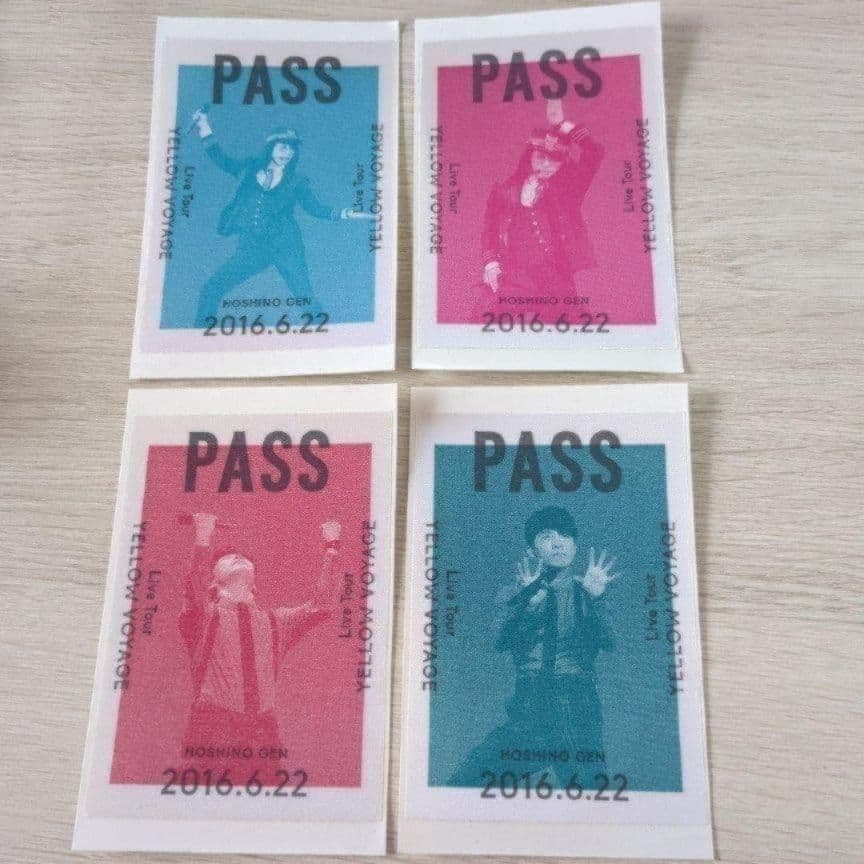 PASS
YELLOW VOYAGE
Live Tour
Live Tour
YELLOW VOYAGE
HOSHINO GEN
2016.6.22
PASS
YELLOW VOYAGE
Live Tour
Live Tour
YELLOW VOYAGE
HOSHINO GEN
2016.6.22
PASS
YELLOW VOYAGE
Live Tour
Live Tour
YELLOW VOYAGE
HOSHINO GEN
2016.6.22
PASS
YELLOW VOYAGE
Live Tour
Live Tour
YELLOW VOYAGE
HOSHINO GEN
2016.6.22